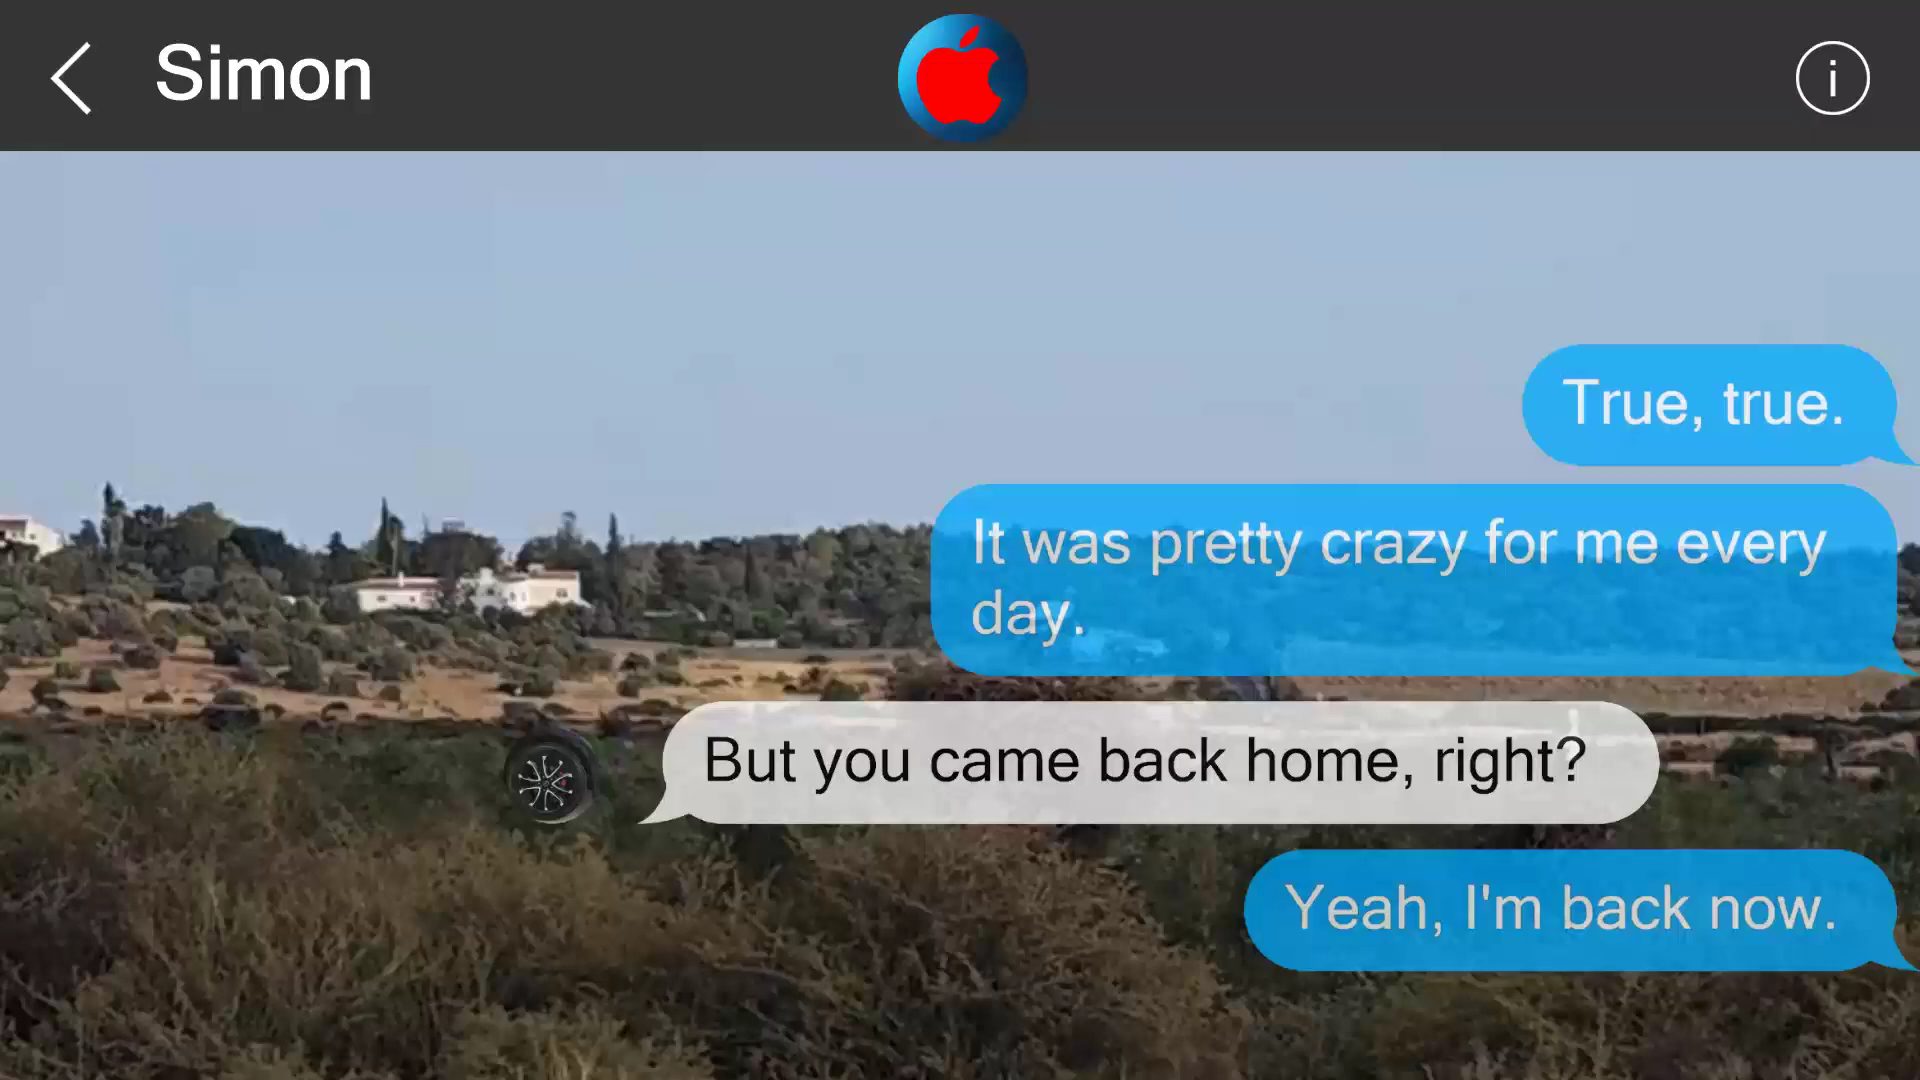 Simon
True, true.
It was pretty crazy for me every
day.
But you came back home, right?
Yeah, I'm back now.